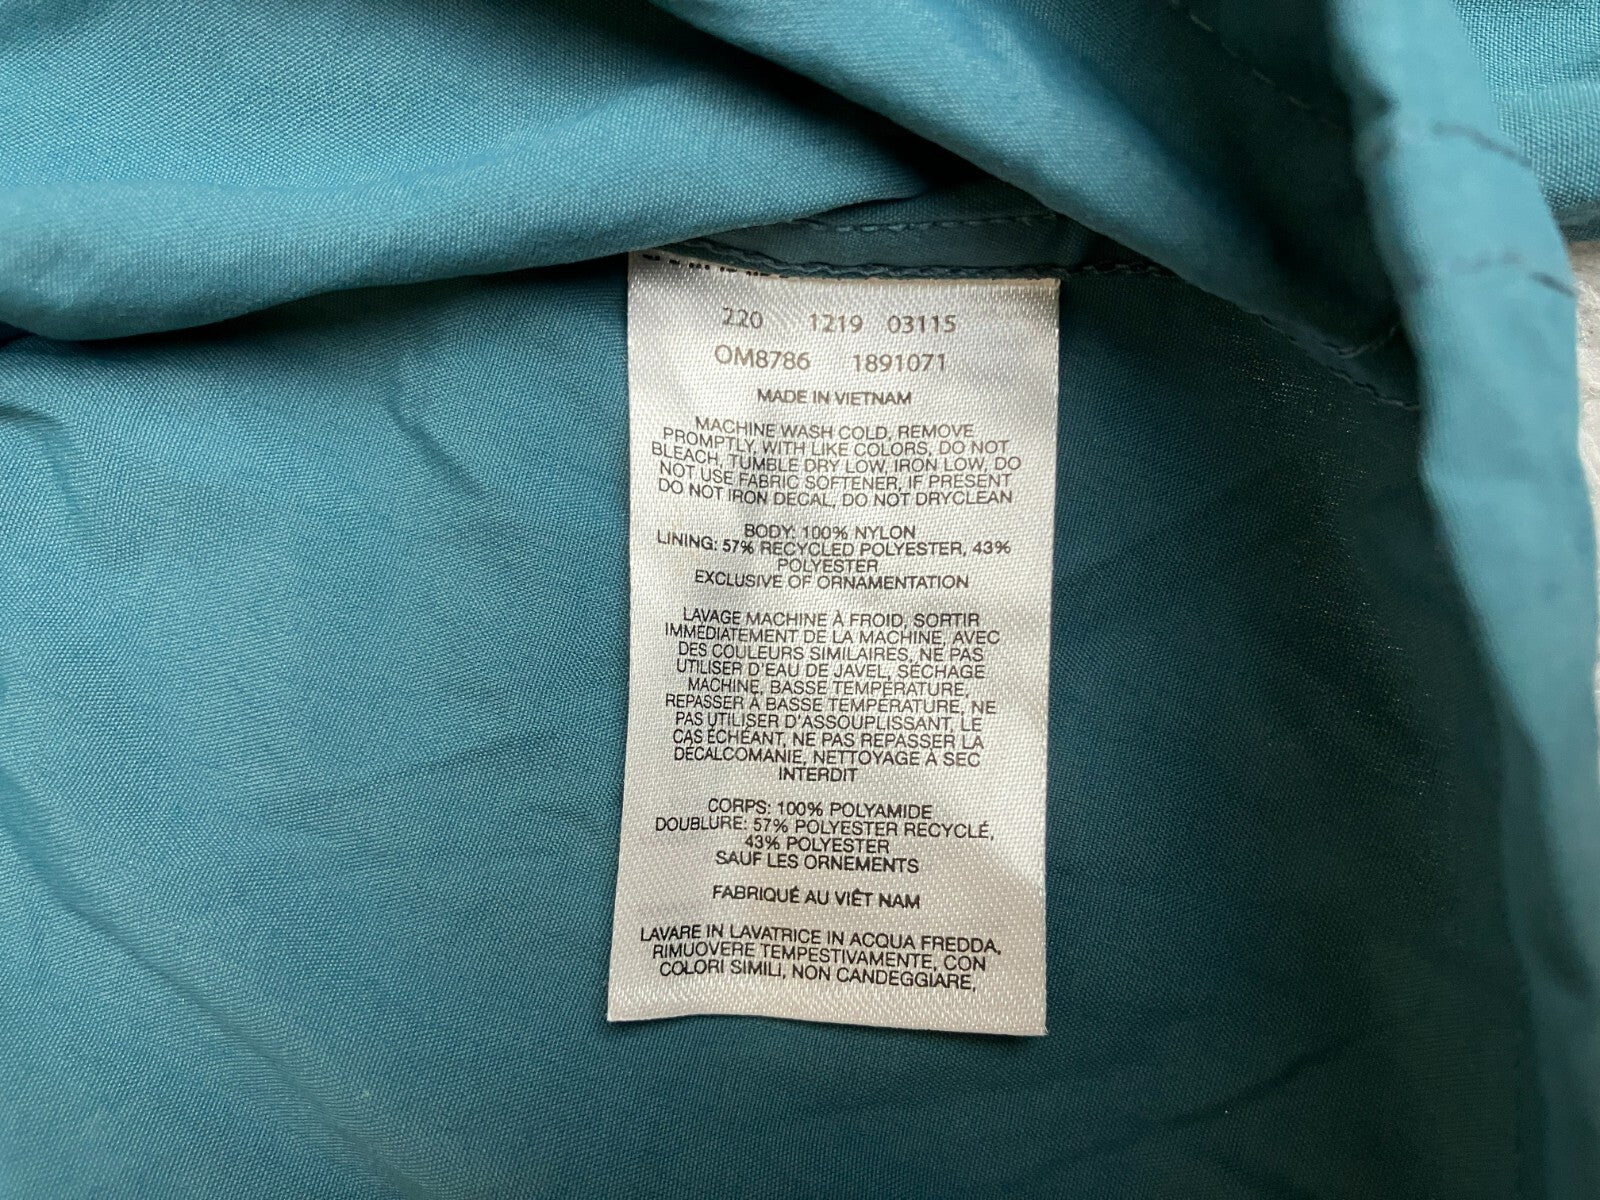 220 1219 03115
OM8786 1891071
MADE IN VIETNAM
MACHINE WASH COLD, REMOVE
PROMPTLY, WITH LIKE COLORS, DO NOT
BLEACH, TUMBLE DRY LOW, IRON LOW, DO
NOT USE FABRIC SOFTENER, IF PRESENT
DO NOT IRON DECAL, DO NOT DRYCLEAN
BODY: 100% NYLON
LINING: 57% RECYCLED POLYESTER, 43%
POLYESTER
EXCLUSIVE OF ORNAMENTATION
LAVAGE MACHINE À FROID, SORTIR
IMMÉDIATEMENT DE LA MACHINE, AVEC
DES COULEURS SIMILAIRES, NE PAS
UTILISER D'EAU DE JAVEL, SÉCHAGE
MACHINE, BASSE TEMPÉRATURE,
REPASSER À BASSE TEMPÉRATURE, NE
PAS UTILISER D'ASSOUPLISSANT, LE
CAS ÉCHÉANT, NE PAS REPASSER LA
DÉCALCOMANIE, NETTOYAGE A SEC
INTERDIT
CORPS: 100% POLYAMIDE
DOUBLURE: 57% POLYESTER RECYCLÉ,
43% POLYESTER
SAUF LES ORNEMENTS
FABRIQUÉ AU VIÊT NAM
LAVARE IN LAVATRICE IN ACQUA FREDDA,
RIMUOVERE TEMPESTIVAMENTE, CON
COLORI SIMILI, NON CANDEGGIARE,